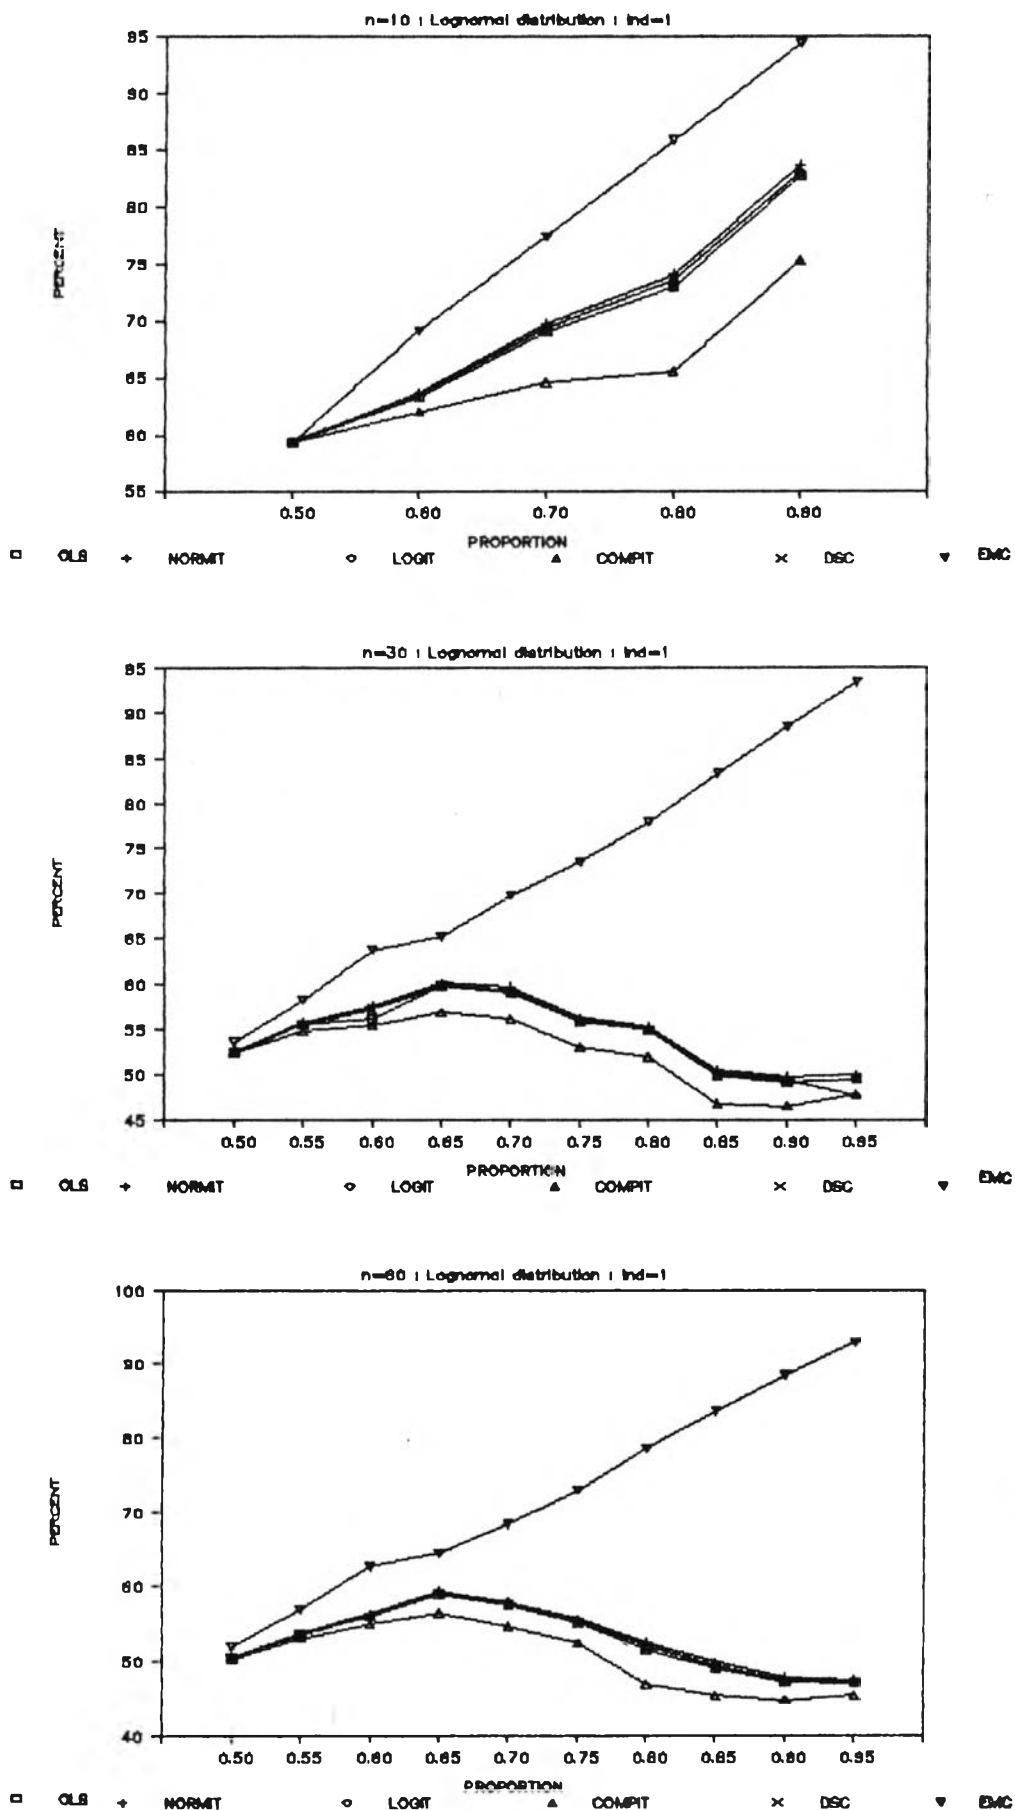 n=10 : Lognormal distribution : Ind=1
95
90
85
80
75
70
65
60
55
PERCENT
0.50 0.60 0.70 0.80 0.90
PROPORTION
OLS NORMIT LOGIT COMPIT DSC EMC
n=30 : Lognormal distribution : Ind=1
95
90
85
80
75
70
65
60
55
50
45
PERCENT
0.50 0.55 0.60 0.65 0.70 0.75 0.80 0.85 0.90 0.95
PROPORTION
OLS NORMIT LOGIT COMPIT DSC EMC
n=60 : Lognormal distribution : Ind=1
100
90
80
70
60
50
40
PERCENT
0.50 0.55 0.60 0.65 0.70 0.75 0.80 0.85 0.90 0.95
PROPORTION
OLS NORMIT LOGIT COMPIT DSC EMC